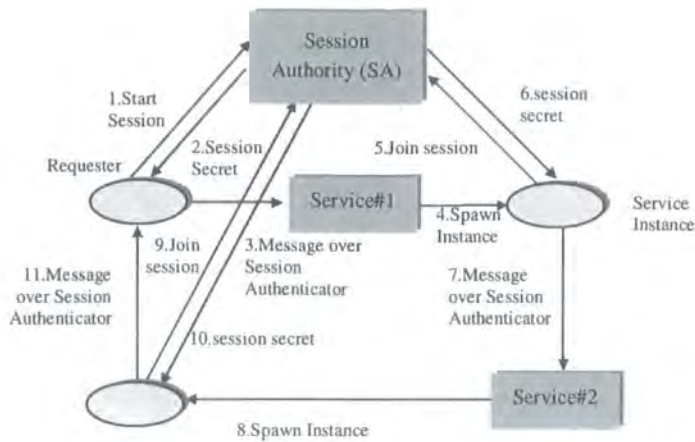 Session
Authority (SA)
1.Start
Session
6.session
secret
2.Session
Secret
5.Join session
Requester
Service#1
4.Spawn
Instance
Service
Instance
9.Join
session
3.Message over
Session
Authenticator
11.Message
over Session
Authenticator
7.Message
over Session
Authenticator
10.session secret
Service#2
8.Spawn Instance